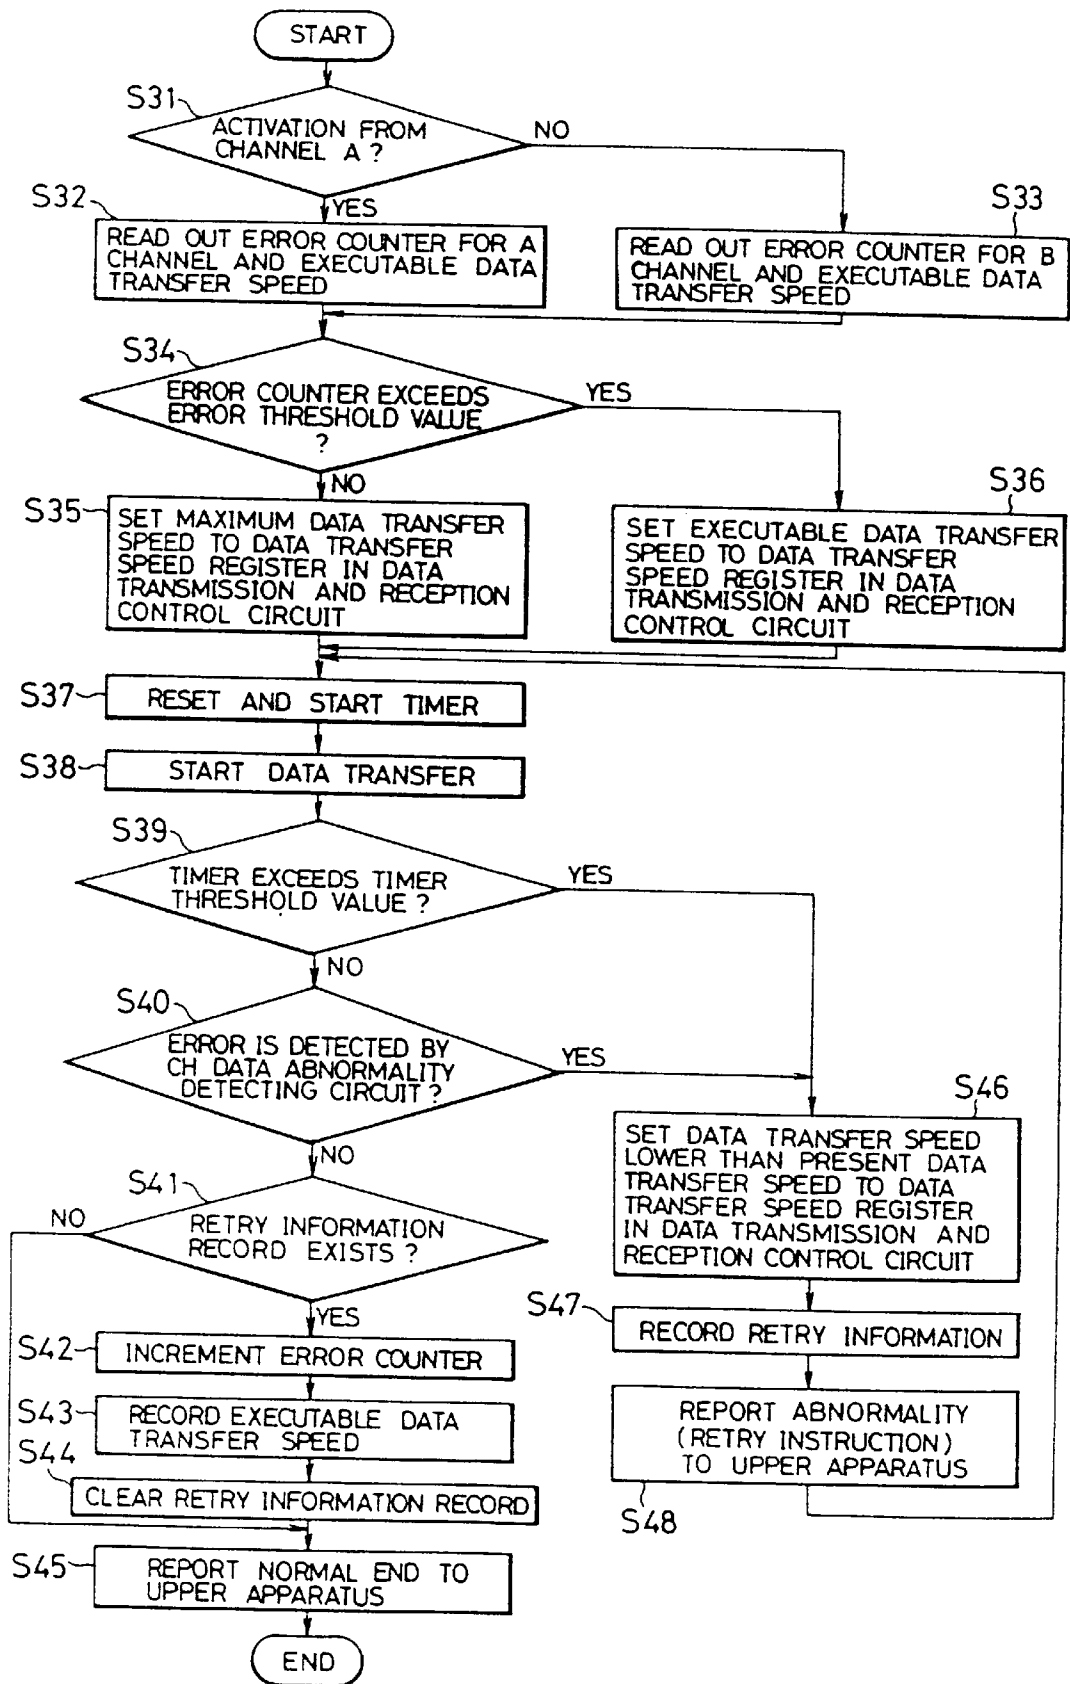 START
S31
ACTIVATION FROM
CHANNEL A ?
NO
YES
S32
READ OUT ERROR COUNTER FOR A
CHANNEL AND EXECUTABLE DATA
TRANSFER SPEED
S33
READ OUT ERROR COUNTER FOR B
CHANNEL AND EXECUTABLE DATA
TRANSFER SPEED
S34
ERROR COUNTER EXCEEDS
ERROR THRESHOLD VALUE
?
YES
NO
S35
SET MAXIMUM DATA TRANSFER
SPEED TO DATA TRANSFER
SPEED REGISTER IN DATA
TRANSMISSION AND RECEPTION
CONTROL CIRCUIT
S36
SET EXECUTABLE DATA TRANSFER
SPEED TO DATA TRANSFER
SPEED REGISTER IN DATA
TRANSMISSION AND RECEPTION
CONTROL CIRCUIT
S37
RESET AND START TIMER
S38
START DATA TRANSFER
S39
TIMER EXCEEDS TIMER
THRESHOLD VALUE ?
YES
NO
S40
ERROR IS DETECTED BY
CH DATA ABNORMALITY
DETECTING CIRCUIT ?
YES
NO
S41
RETRY INFORMATION
RECORD EXISTS ?
NO
YES
S42
INCREMENT ERROR COUNTER
S43
RECORD EXECUTABLE DATA
TRANSFER SPEED
S44
CLEAR RETRY INFORMATION RECORD
S45
REPORT NORMAL END TO
UPPER APPARATUS
END
S46
SET DATA TRANSFER SPEED
LOWER THAN PRESENT DATA
TRANSFER SPEED TO DATA
TRANSFER SPEED REGISTER
IN DATA TRANSMISSION AND
RECEPTION CONTROL CIRCUIT
S47
RECORD RETRY INFORMATION
REPORT ABNORMALITY
(RETRY INSTRUCTION)
TO UPPER APPARATUS
S48